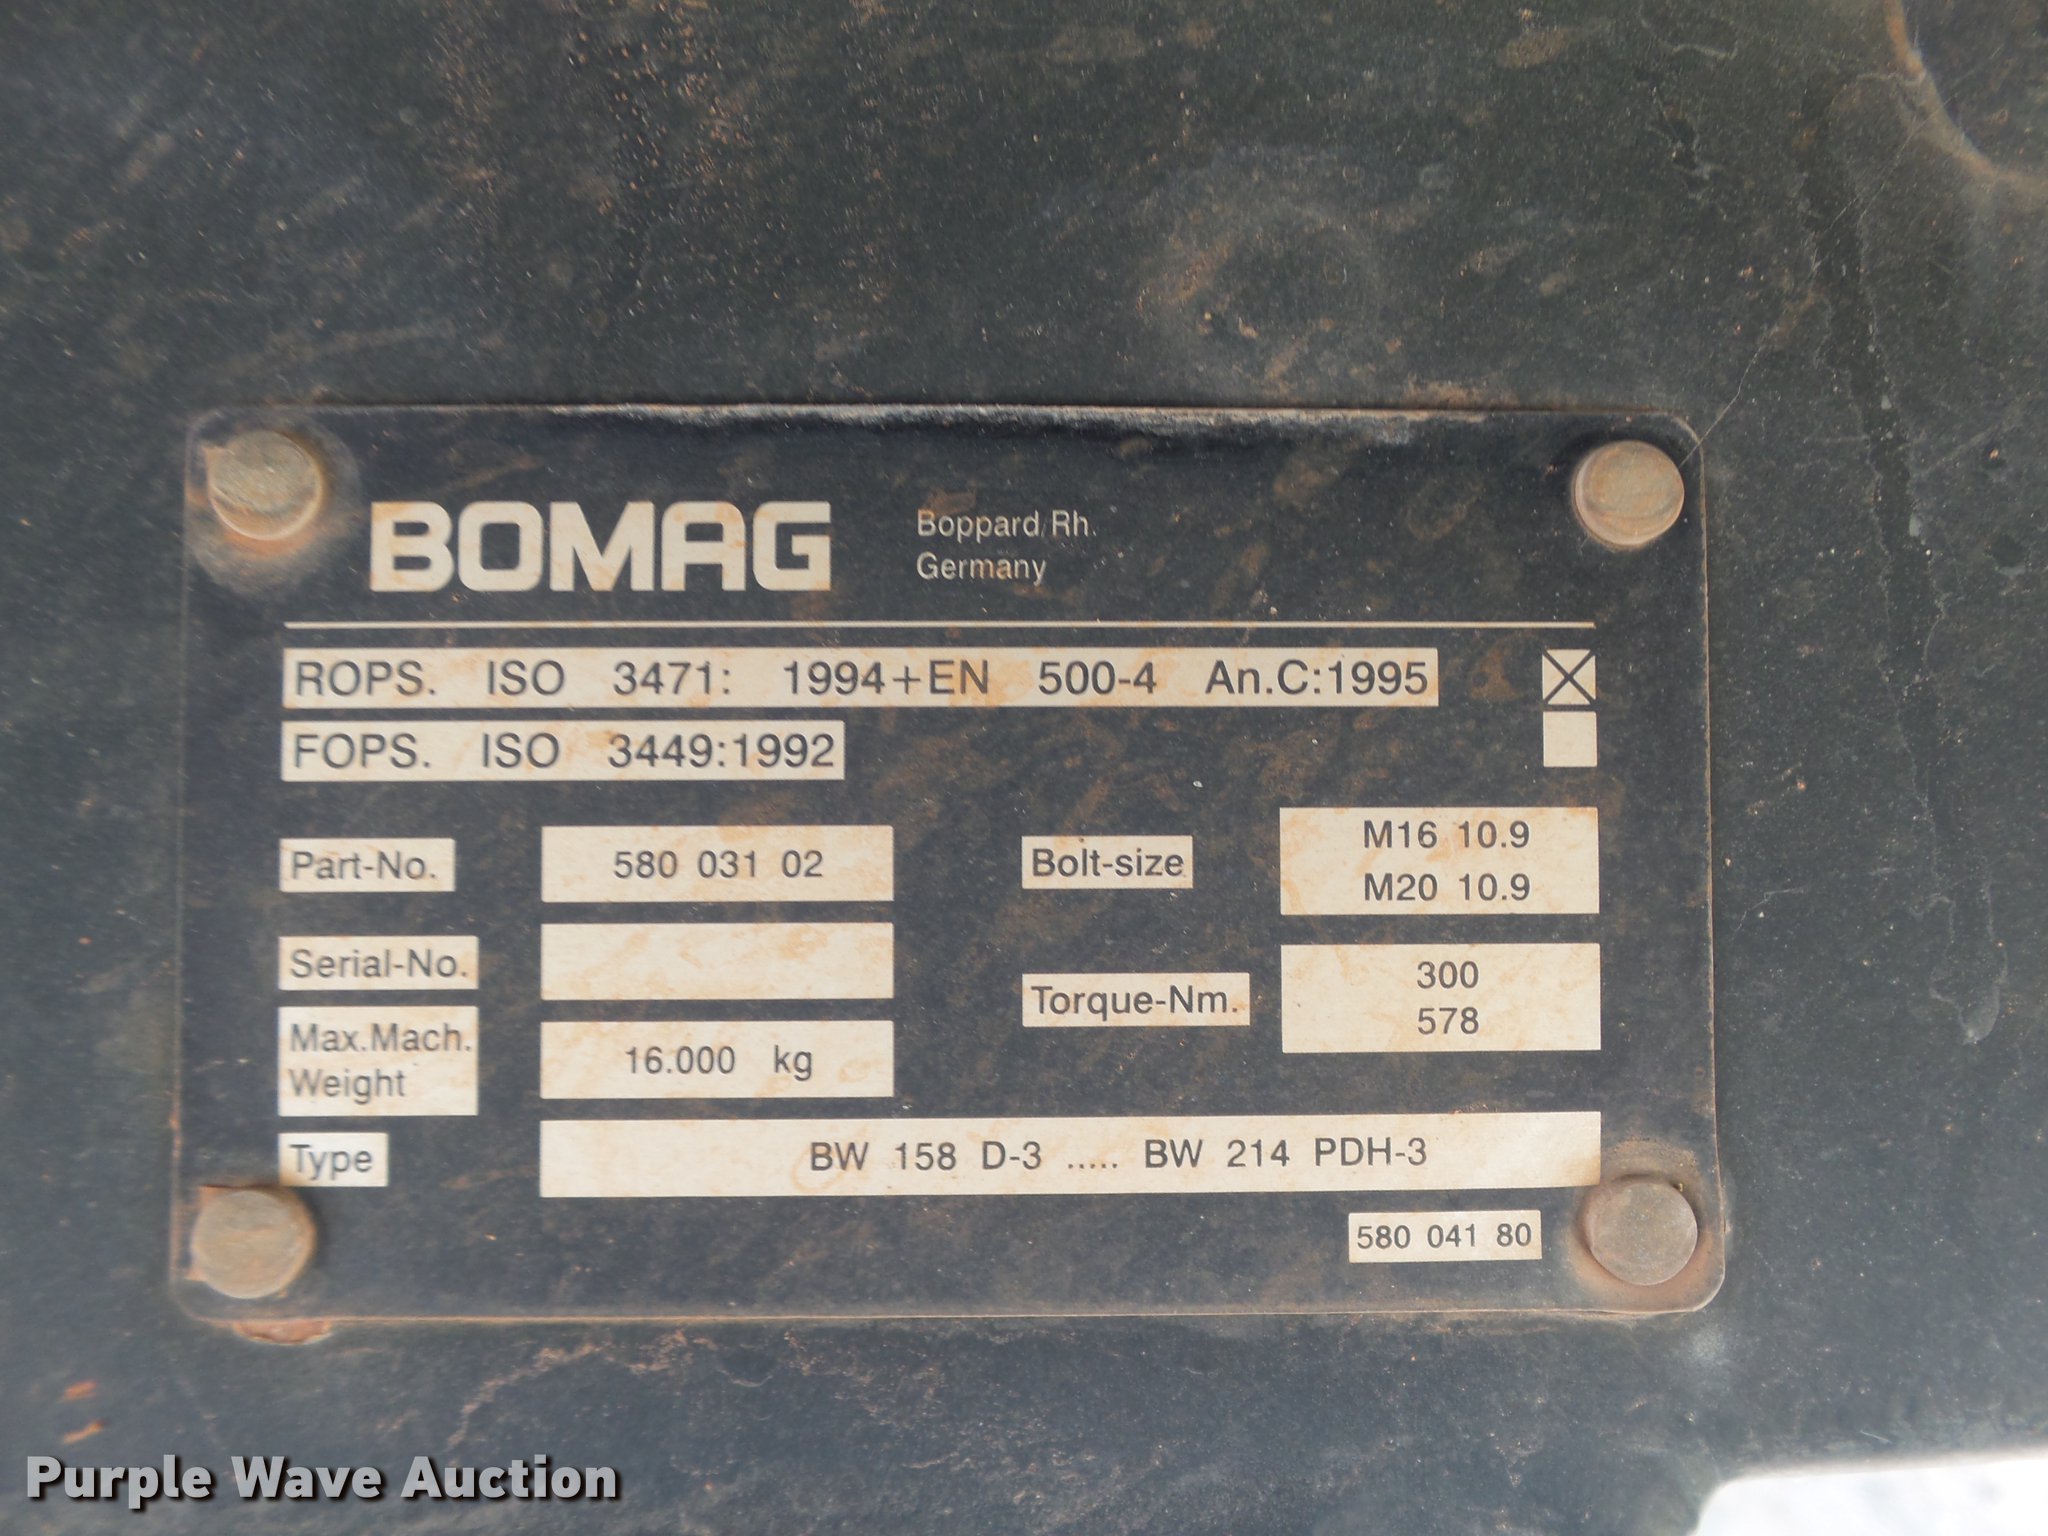 BOMAG
Boppard/Rh.
Germany
ROPS. ISO 3471: 1994+EN 500-4 An.C:1995
FOPS. ISO 3449:1992
Part-No. 580 031 02
Bolt-size M16 10.9
M20 10.9
Serial-No.
Torque-Nm. 300
578
Max.Mach.
Weight
16.000 kg
Type BW 158 D-3 ..... BW 214 PDH-3
580 041 80
Purple Wave Auction